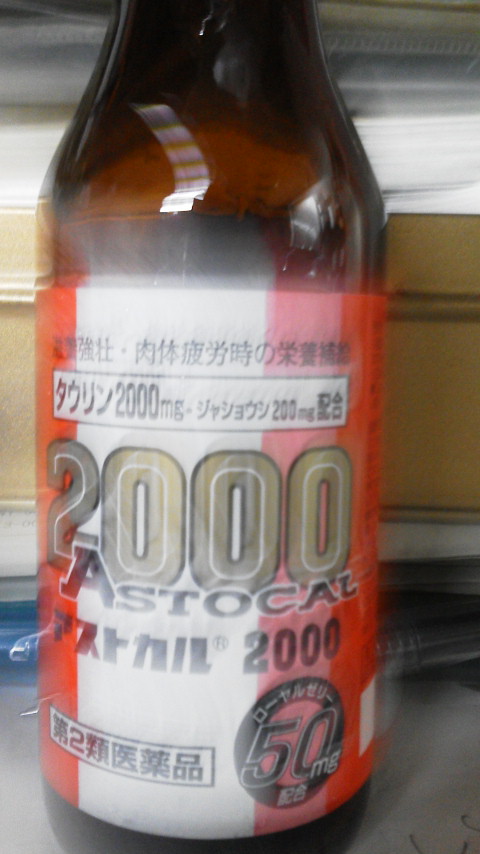 滋養強壮・肉体疲労時の栄養補給
タウリン2000mg・ジャショウシ200mg配合
2000
ASTOCAL
アストカル® 2000
ローヤルゼリー
50mg
配合
第2類医薬品